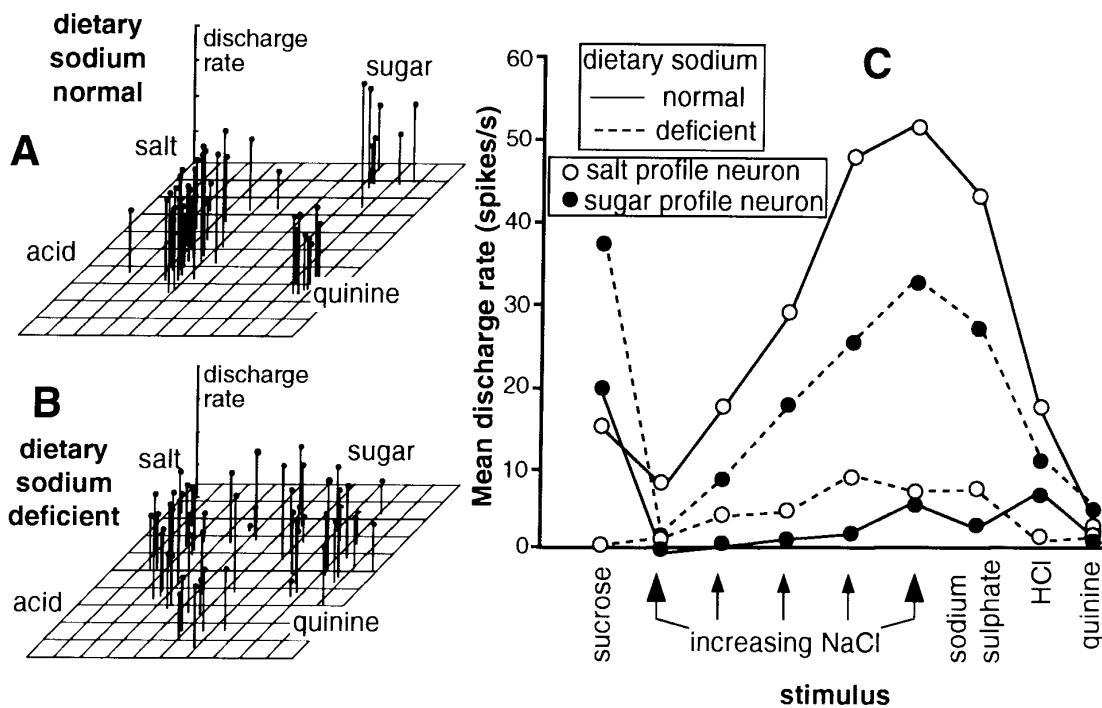 A
dietary
sodium
normal
discharge
rate
sugar
salt
acid
quinine
B
dietary
sodium
deficient
discharge
rate
sugar
salt
acid
quinine
C
dietary sodium
normal
deficient
salt profile neuron
sugar profile neuron
Mean discharge rate (spikes/s)
60
50
40
30
20
10
0
sucrose
increasing NaCl
sodium
sulphate
HCl
quinine
stimulus